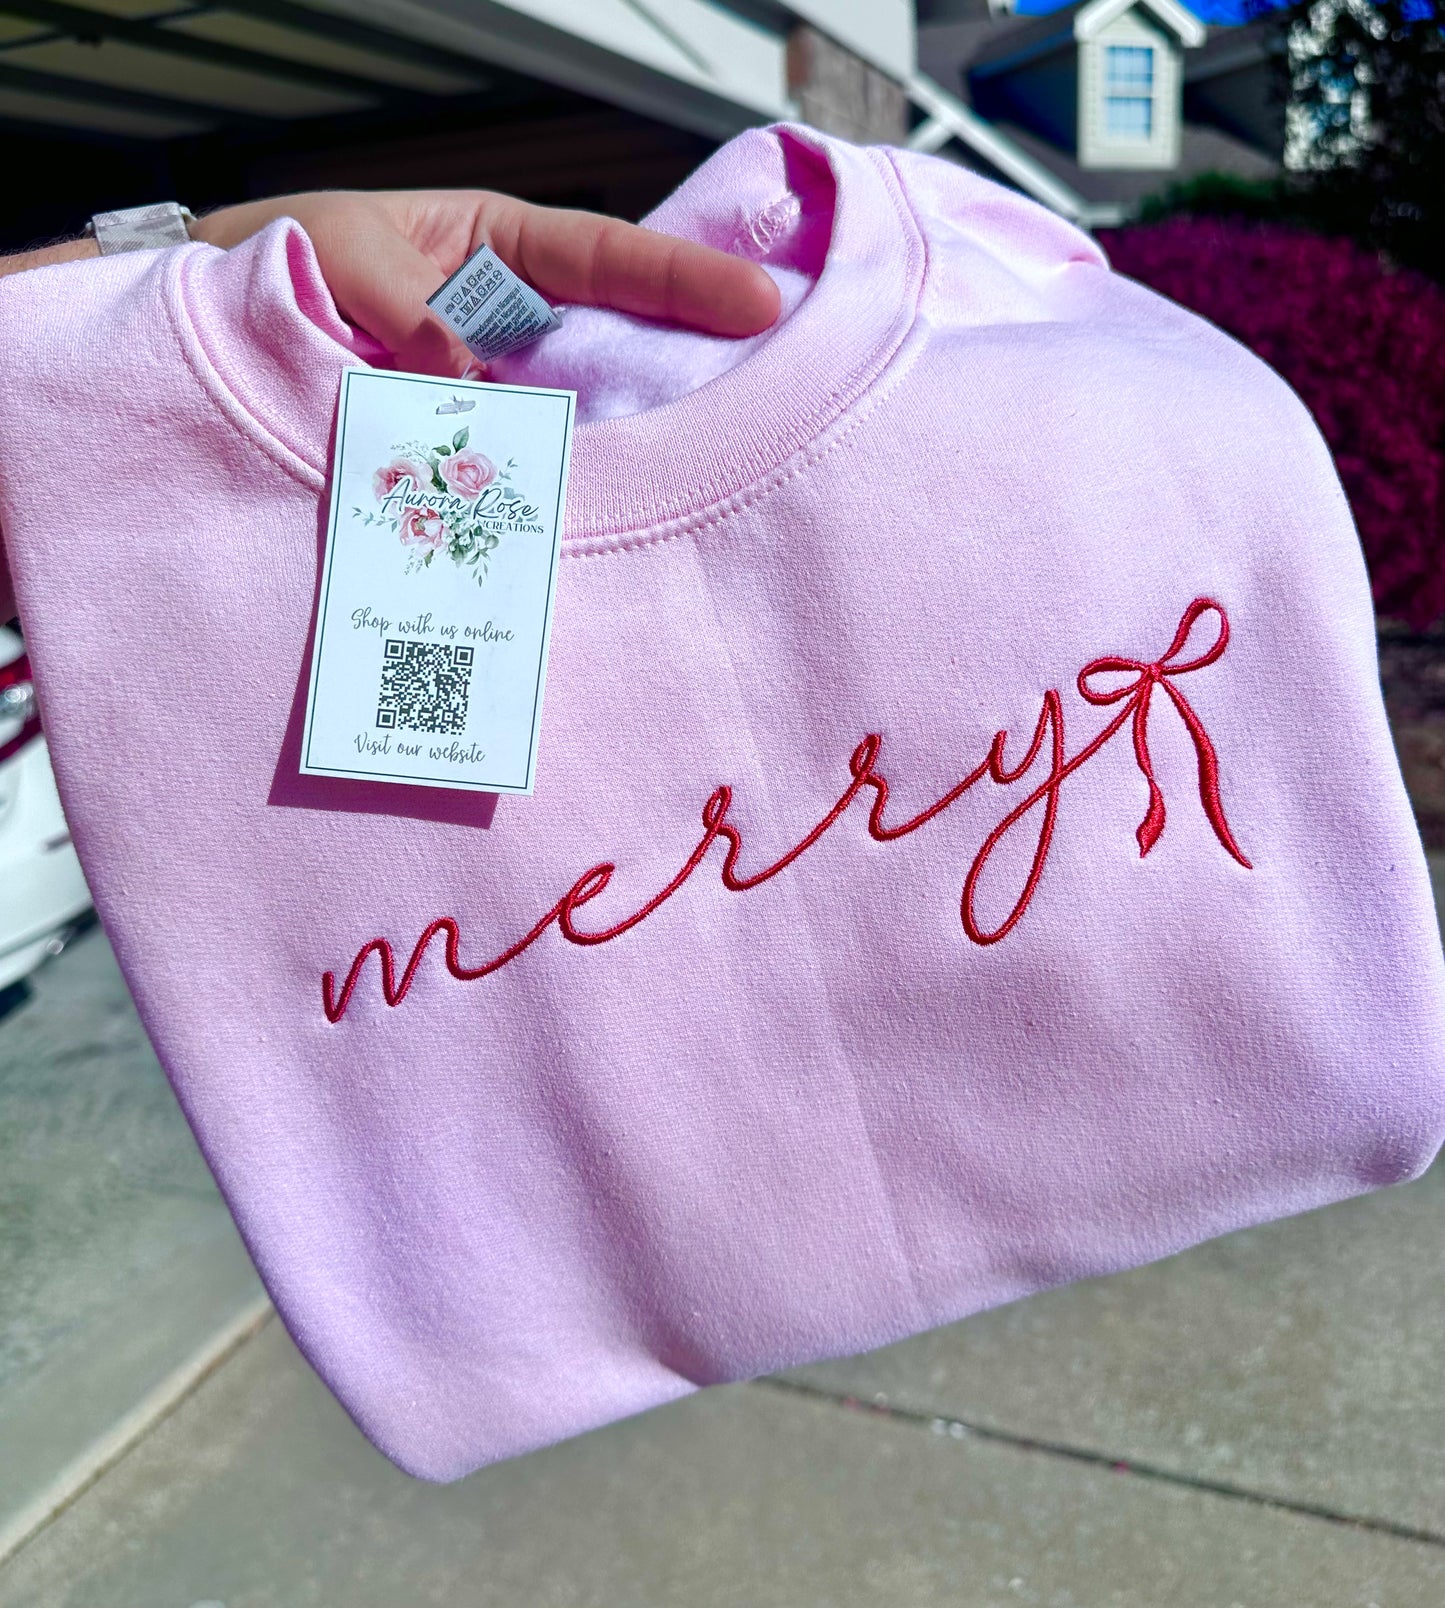 Aurora Rose
CREATIONS
Shop with us online
Visit our website
merry